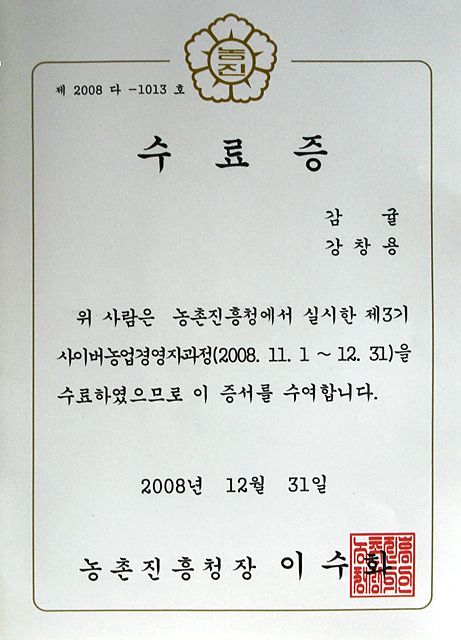 농진
제 2008 다 -1013 호
수 료 증
감 귤
강 창 용
위 사람은 농촌진흥청에서 실시한 제3기
사이버농업경영자과정(2008. 11. 1 ~ 12. 31)을
수료하였으므로 이 증서를 수여합니다.
2008년 12월 31일
농촌진흥청장 이 수 화